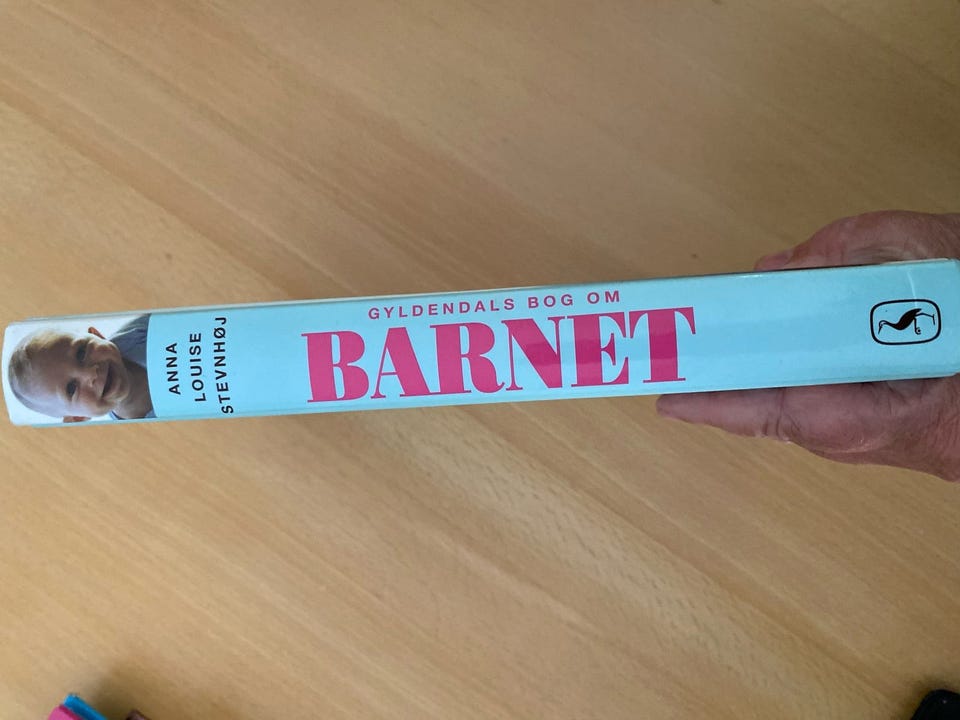 ANNA
LOUISE
STEVNHØJ
GYLDENDALS BOG OM
BARNET